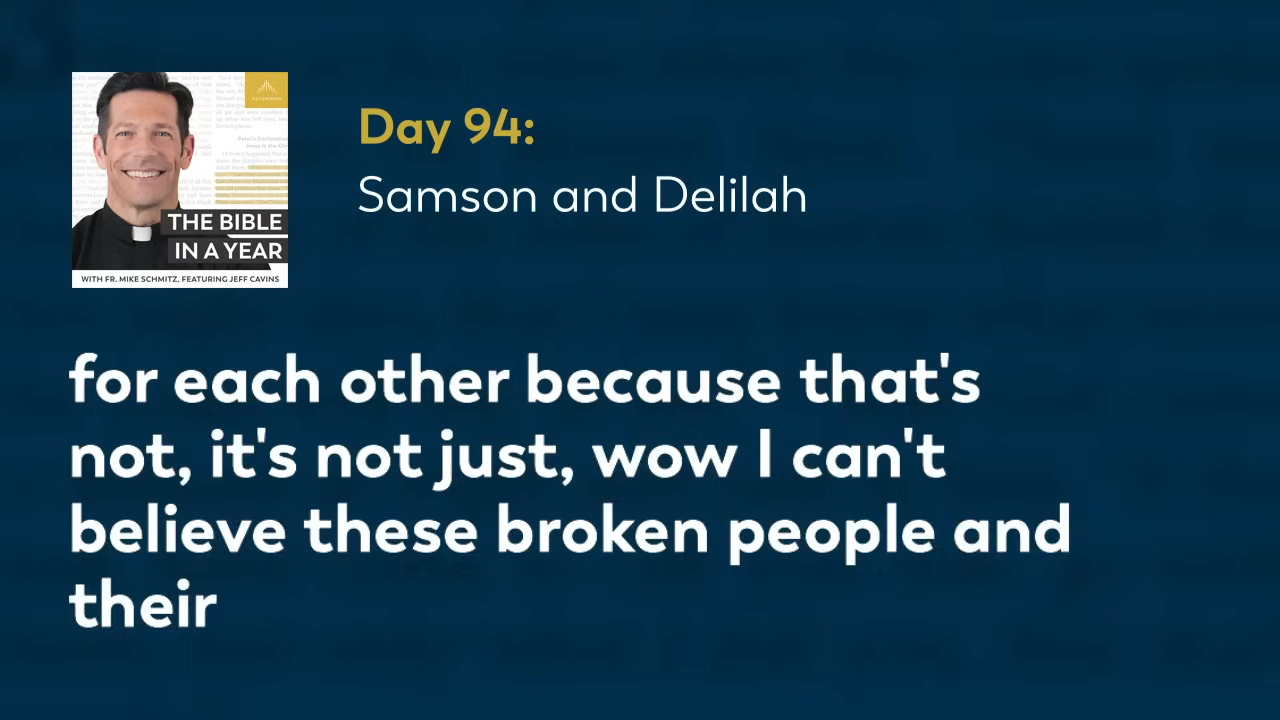 THE BIBLE
IN A YEAR
WITH FR. MIKE SCHMITZ, FEATURING JEFF CAVINS
Day 94:
Samson and Delilah
for each other because that's
not, it's not just, wow I can't
believe these broken people and
their